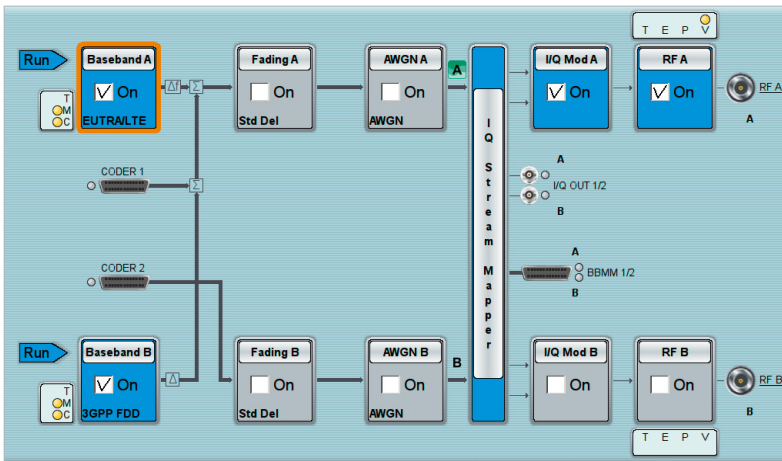 T E P V
Run
Baseband A
On
EUTRA/LTE
T
M
C
Δf
Σ
Fading A
On
Std Del
AWGN A
On
AWGN
A
I/Q Mod A
On
RF A
On
RF A
A
CODER 1
Σ
IQ Stream Mapper
A
I/Q OUT 1/2
B
CODER 2
A
BBMM 1/2
B
Run
Baseband B
On
3GPP FDD
T
M
C
Δ
Fading B
On
Std Del
AWGN B
On
AWGN
B
I/Q Mod B
On
RF B
On
RF B
B
T E P V